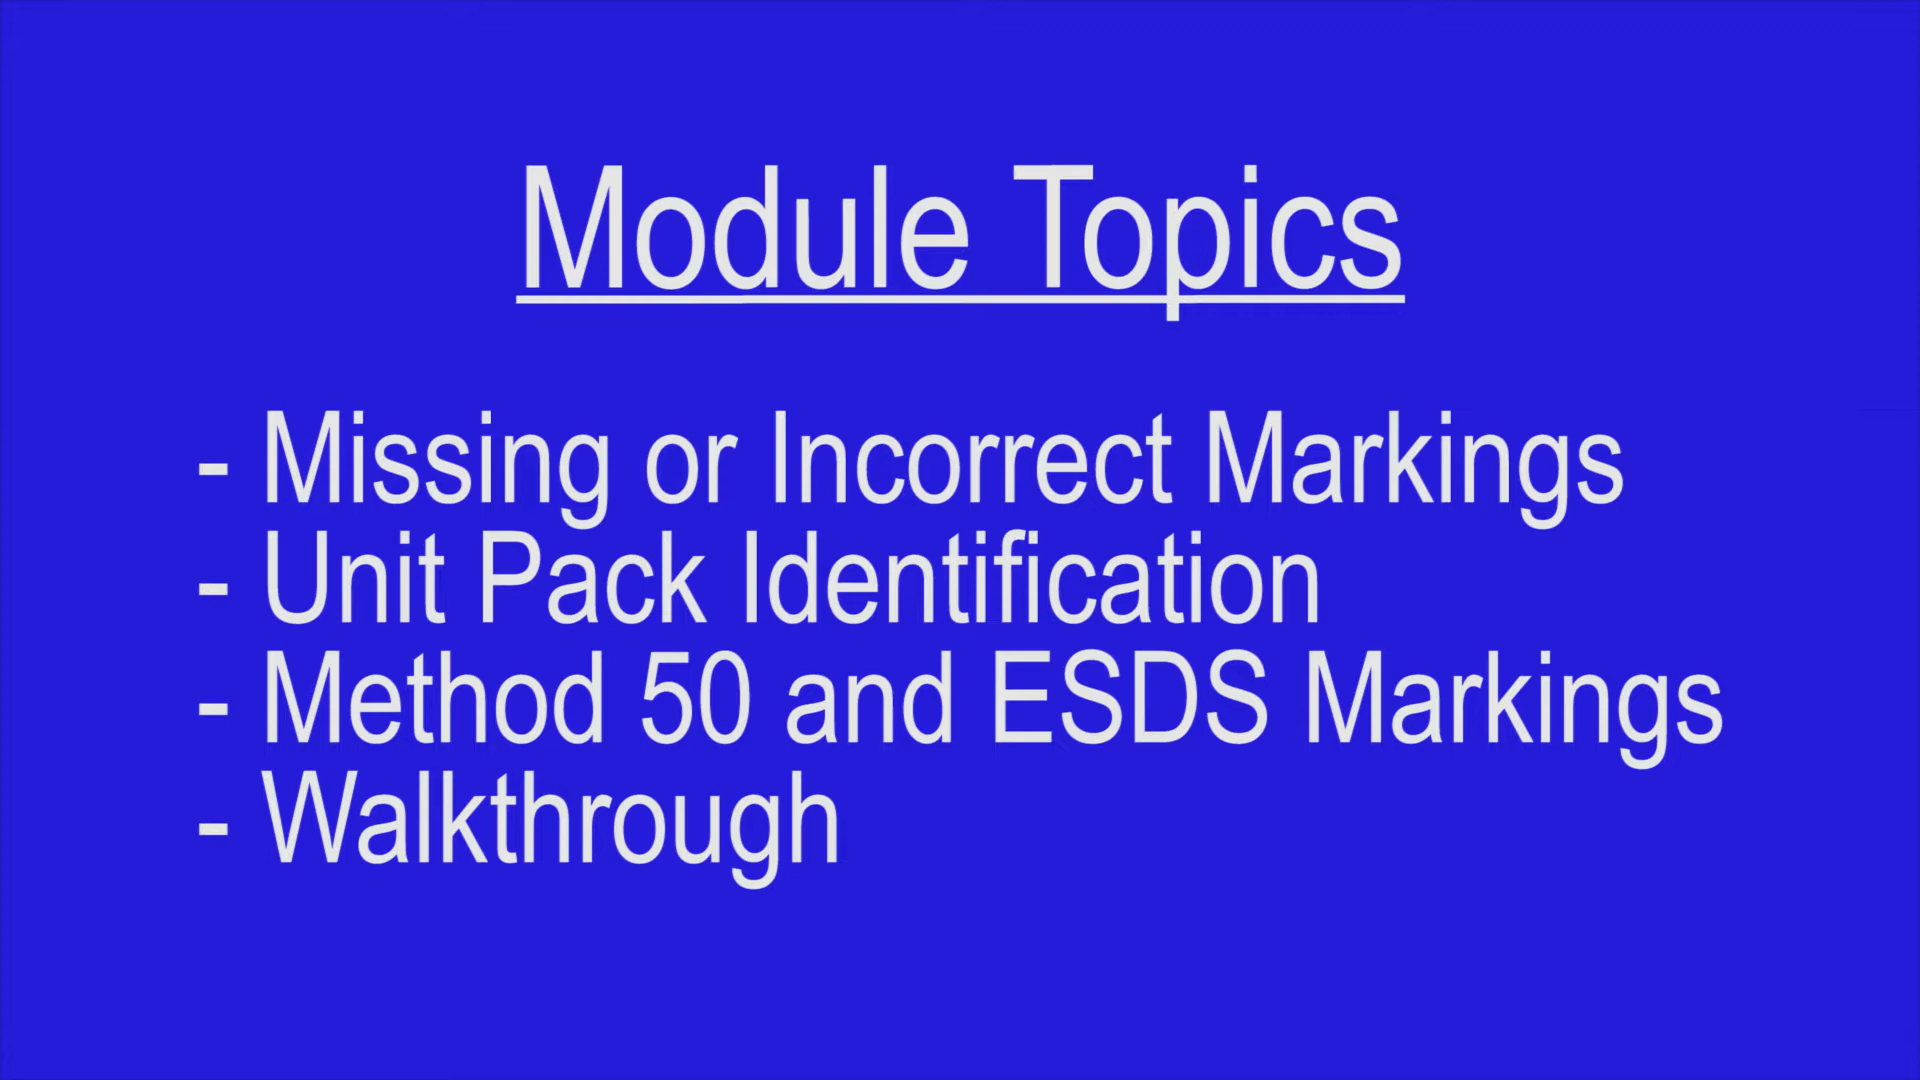 Module Topics
- Missing or Incorrect Markings
- Unit Pack Identification
- Method 50 and ESDS Markings
- Walkthrough